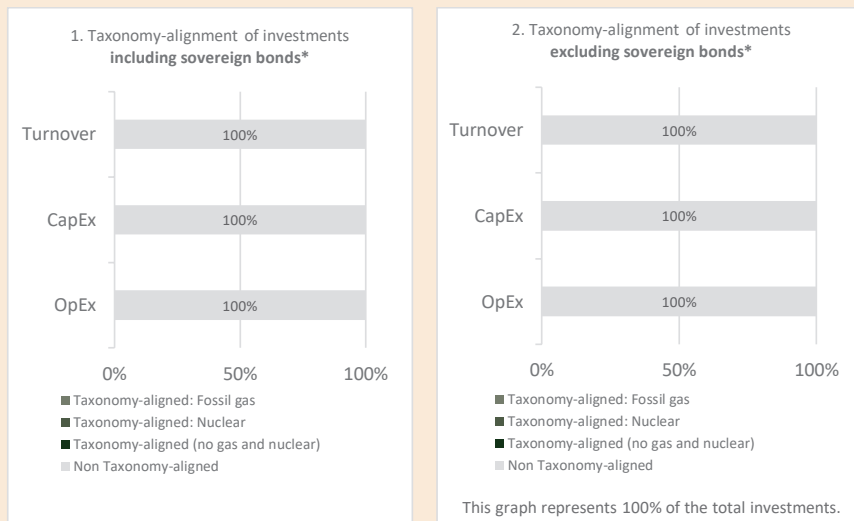 1. Taxonomy-alignment of investments
including sovereign bonds*
Turnover
100%
CapEx
100%
OpEx
100%
0%
50%
100%
Taxonomy-aligned: Fossil gas
Taxonomy-aligned: Nuclear
Taxonomy-aligned (no gas and nuclear)
Non Taxonomy-aligned
2. Taxonomy-alignment of investments
excluding sovereign bonds*
Turnover
100%
CapEx
100%
OpEx
100%
0%
50%
100%
Taxonomy-aligned: Fossil gas
Taxonomy-aligned: Nuclear
Taxonomy-aligned (no gas and nuclear)
Non Taxonomy-aligned
This graph represents 100% of the total investments.